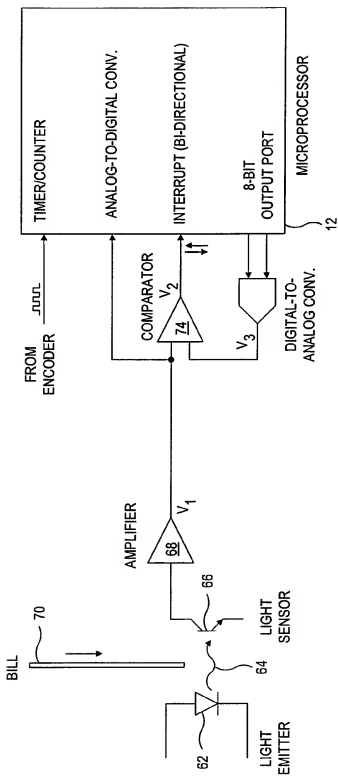 BILL
70
LIGHT
EMITTER
62
64
66
LIGHT
SENSOR
AMPLIFIER
68
V1
FROM
ENCODER
COMPARATOR
74
V2
V3
DIGITAL-TO-
ANALOG CONV.
TIMER/COUNTER
ANALOG-TO-DIGITAL CONV.
INTERRUPT (BI-DIRECTIONAL)
8-BIT
OUTPUT PORT
12
MICROPROCESSOR